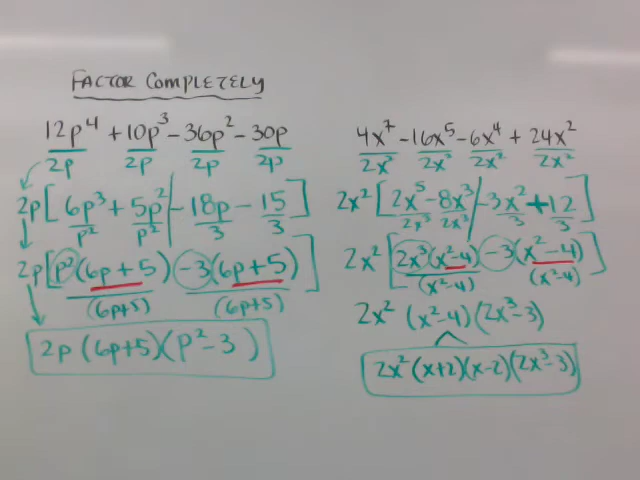 FACTOR COMPLETELY
12p⁴ + 10p³ - 36p² - 30p
2p 2p 2p 2p
2p[6p³ + 5p² - 18p - 15]
p² p² 3 3
2p[p²(6p + 5) - 3(6p + 5)]
(6p+5) (6p+5)
2p (6p+5)(p² - 3)
4x⁷ - 16x⁵ - 6x⁴ + 24x²
2x² 2x² 2x² 2x²
2x²[2x⁵ - 8x³ - 3x² + 12]
2x³ 2x³ 3 3
2x²[2x³(x²-4) - 3(x² - 4)]
(x²-4) (x²-4)
2x² (x²-4)(2x³-3)
2x² (x+2)(x-2)(2x³-3)